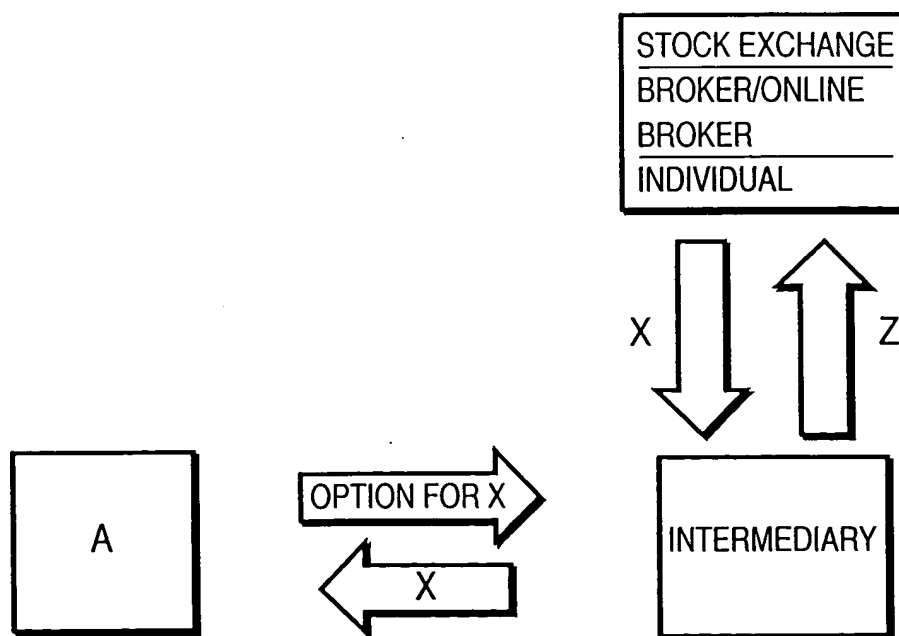 STOCK EXCHANGE
BROKER/ONLINE
BROKER
INDIVIDUAL
X
Z
A
OPTION FOR X
X
INTERMEDIARY